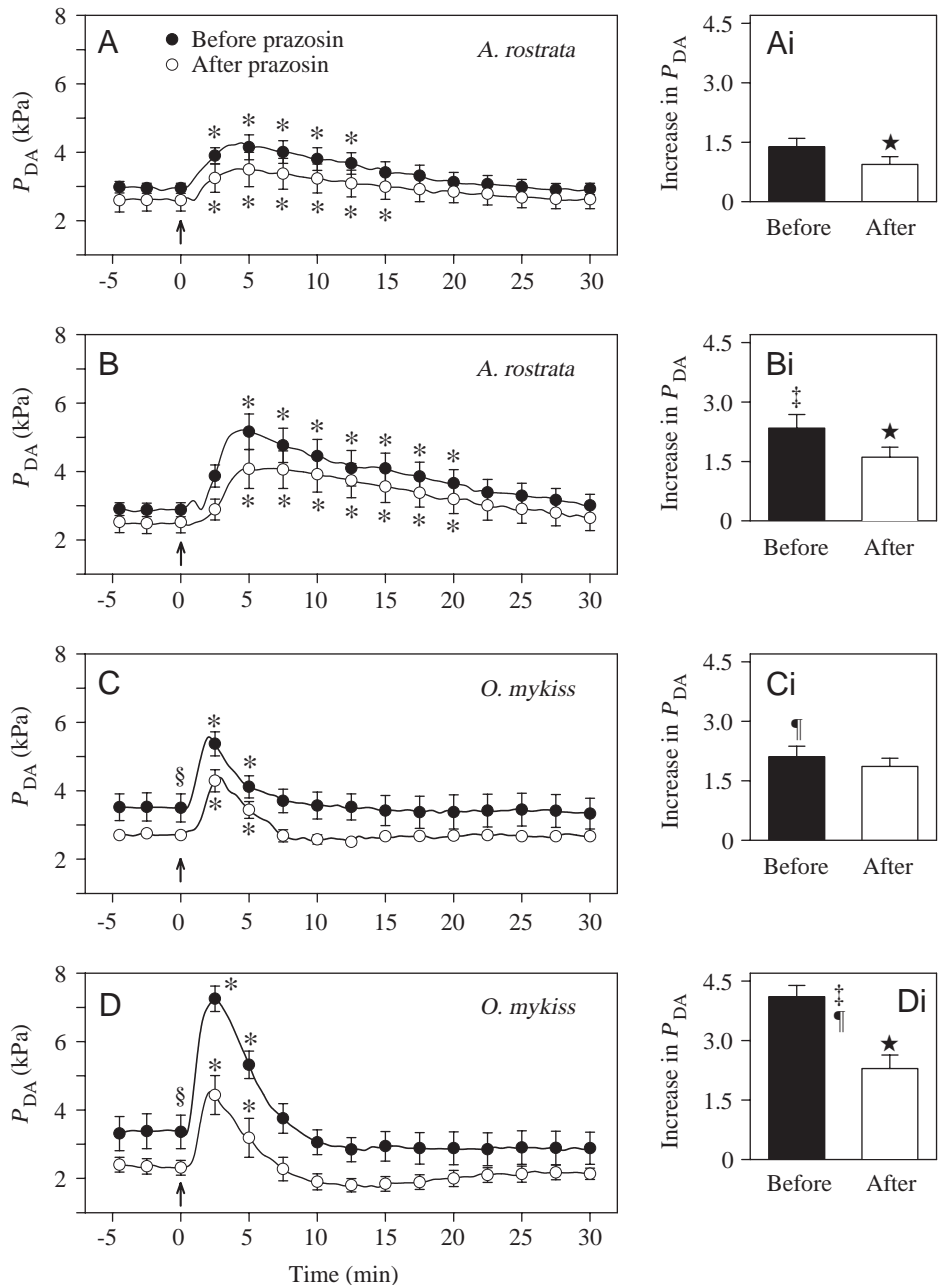 A
● Before prazosin
○ After prazosin
A. rostrata
P_DA (kPa)
8
6
4
2
* * * * *
* * * * * *
-5 0 5 10 15 20 25 30
Ai
Increase in P_DA
4.5
3.0
1.5
0
★
Before After
B
A. rostrata
P_DA (kPa)
8
6
4
2
* * * * * * *
* * * * * * *
-5 0 5 10 15 20 25 30
Bi
Increase in P_DA
4.5
3.0
1.5
0
‡
★
Before After
C
O. mykiss
P_DA (kPa)
8
6
4
2
§
* *
* *
-5 0 5 10 15 20 25 30
Ci
Increase in P_DA
4.5
3.0
1.5
0
¶
Before After
D
O. mykiss
P_DA (kPa)
8
6
4
2
§
* *
* *
-5 0 5 10 15 20 25 30
Time (min)
Di
Increase in P_DA
4.5
3.0
1.5
0
‡
¶
★
Before After